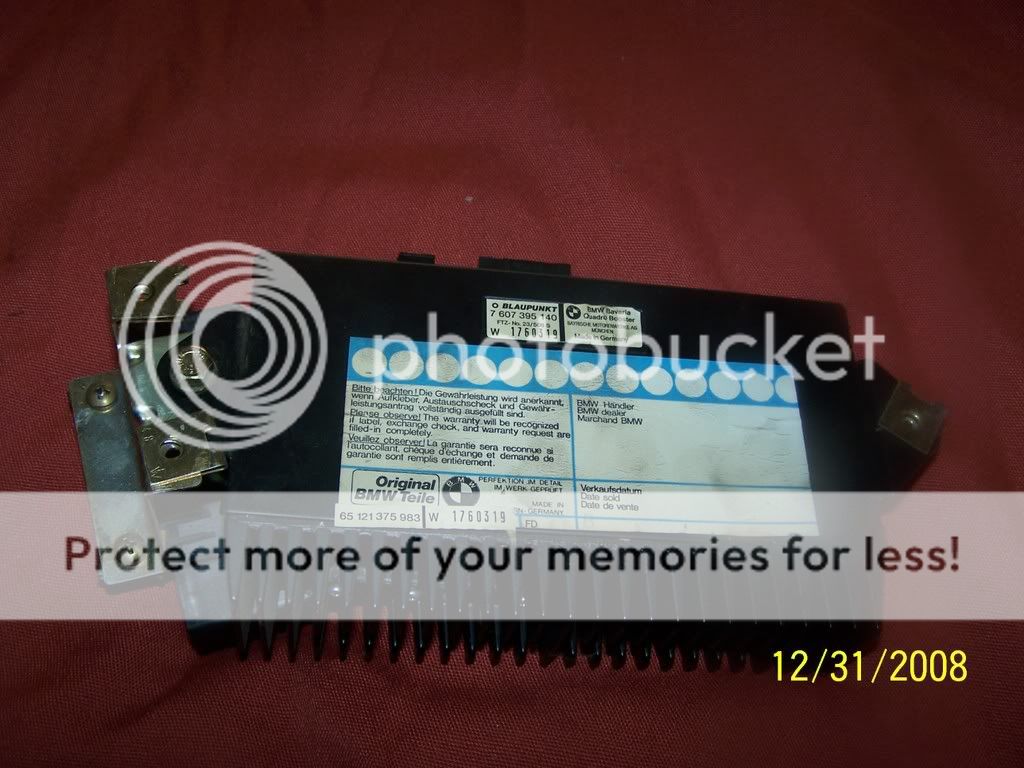 BLAUPUNKT
7 607 395 140
FTZ-No.
W 1760319
BMW Bavaria
Quadro Booster
BAYERISCHE MOTORENWERKE AG
MÜNCHEN
Made in Germany
photobucket
Bitte beachten! Die Gewährleistung wird anerkannt,
wenn Aufkleber, Austauschscheck und Gewähr-
leistungsantrag vollständig ausgefüllt sind.
Please observe! The warranty will be recognized
if label, exchange check, and warranty request are
filled-in completely.
Veuillez observer! La garantie sera reconnue si
l'autocollant, chèque d'échange et demande de
garantie sont remplis entièrement.
BMW Händler
BMW dealer
Marchand BMW
Original
BMW Teile
BMW
PERFEKTION IM DETAIL
IM WERK GEPRÜFT
MADE IN
GERMANY
65 121 375 983
W 1760319
FD
Verkaufsdatum
Date sold
Date de vente
Protect more of your memories for less!
12/31/2008